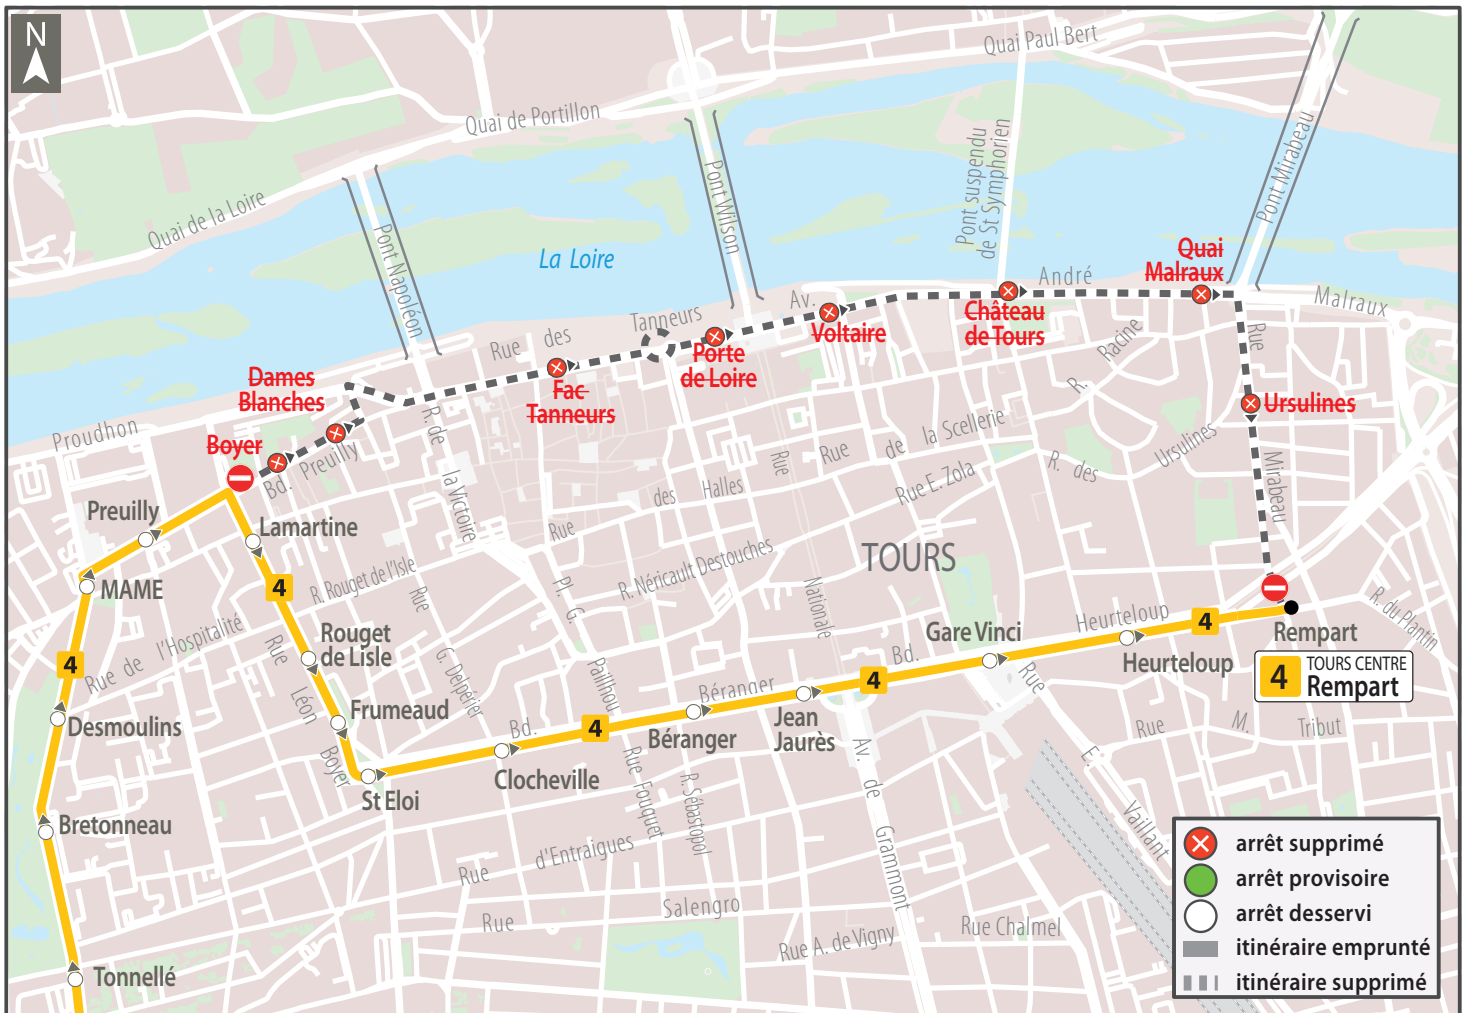 N
Quai Paul Bert
Quai de Portillon
Quai de la Loire
Pont Napoléon
Pont Wilson
Pont suspendu
de St Symphorien
Pont Mirabeau
La Loire
Quai
Malraux
André
Malraux
Av.
Tanneurs
Rue des
Château
de Tours
Voltaire
Porte
de Loire
Fac
Tanneurs
Dames
Blanches
Boyer
Proudhon
Bd. Preuilly
R. de
la Victoire
R. Racine
Rue
Mirabeau
Ursulines
R. des
Ursulines
Rue de la Scellerie
Rue E. Zola
Rue
Nationale
Rue des Halles
R. Néricault Destouches
TOURS
Preuilly
Lamartine
MAME
4
R. Rouget de l'Isle
Rue
G. Delpérier
Pl. G.
Paillhou
Rue de l'Hospitalité
Rouget
de Lisle
Rue
Léon
Boyer
4
Desmoulins
Frumeaud
Bretonneau
St Eloi
Clocheville
Bd.
4
Béranger
Béranger
Jean
Jaurès
4
Bd.
Gare Vinci
Heurteloup
Heurteloup
4
Rempart
R. du Plantin
4
TOURS CENTRE
Rempart
Rue M. Tribut
Rue
E.
Vaillant
Rue Fouquet
R. Sébastopol
Av. de Grammont
Rue d'Entraigues
Rue Salengro
Rue A. de Vigny
Rue Chalmel
Tonnellé
arrêt supprimé
arrêt provisoire
arrêt desservi
itinéraire emprunté
itinéraire supprimé